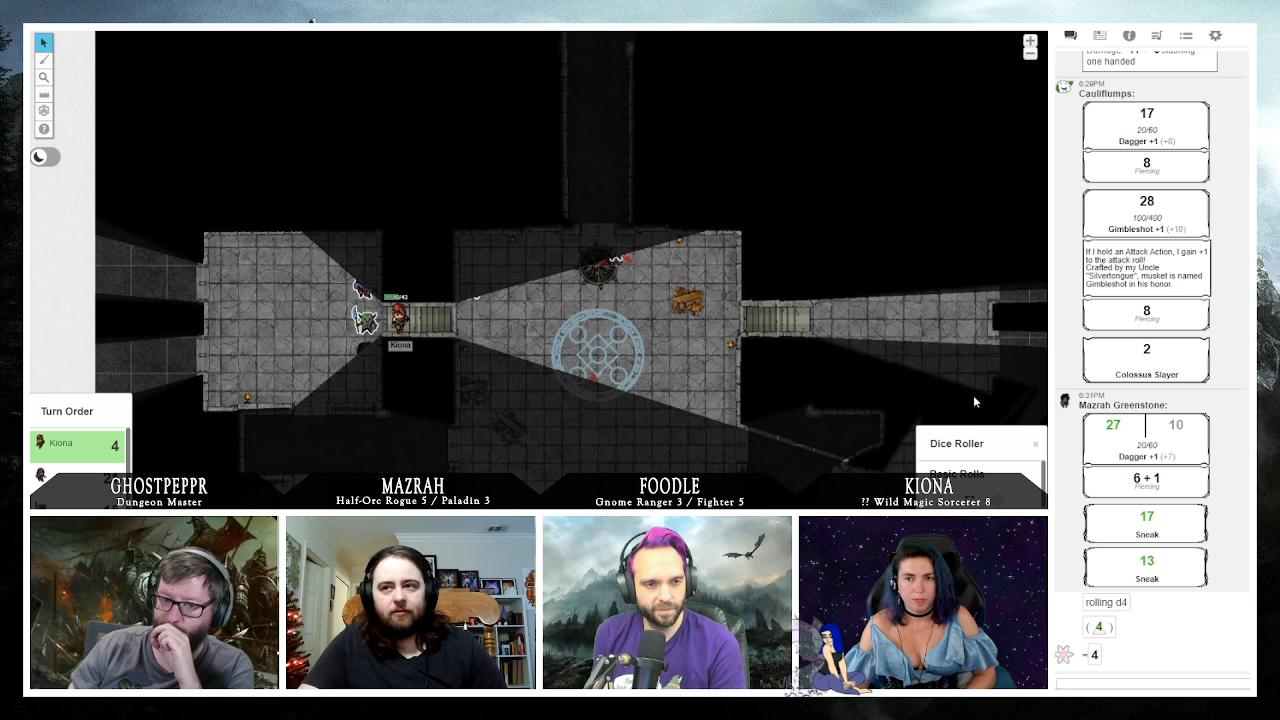 one handed
6:29PM
Cauliflumps:
17
20/60
Dagger +1 (+8)
8
Piercing
28
100/400
Gimbleshot +1 (+10)
If I hold an Attack Action, I gain +1
to the attack roll!
Crafted by my Uncle
"Silvertongue", musket is named
Gimbleshot in his honor.
8
Piercing
2
Colossus Slayer
6:31PM
Mazrah Greenstone:
27 10
20/60
Dagger +1 (+7)
6 + 1
Piercing
17
Sneak
13
Sneak
rolling d4
( 4 )
=4
Kiona
Turn Order
Kiona 4
Dice Roller
Basic Rolls
GHOSTPEPPR
Dungeon Master
MAZRAH
Half-Orc Rogue 5 / Paladin 3
FOODLE
Gnome Ranger 3 / Fighter 5
KIONA
?? Wild Magic Sorcerer 8